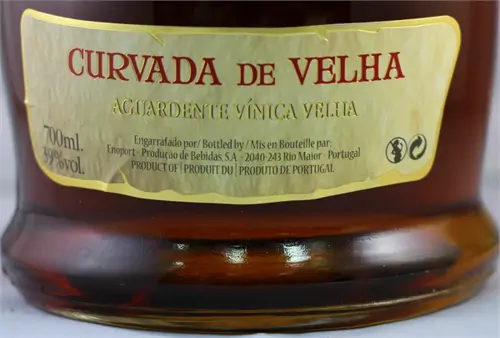 CURVADA DE VELHA
AGUARDENTE VÍNICA VELHA
700ml.
39%vol.
Engarrafado por/ Bottled by/ Mis en Bouteille par:
Enoport - Produção de Bebidas, S.A. - 2040-243 Rio Maior - Portugal
PRODUCT OF | PRODUIT DU | PRODUTO DE PORTUGAL